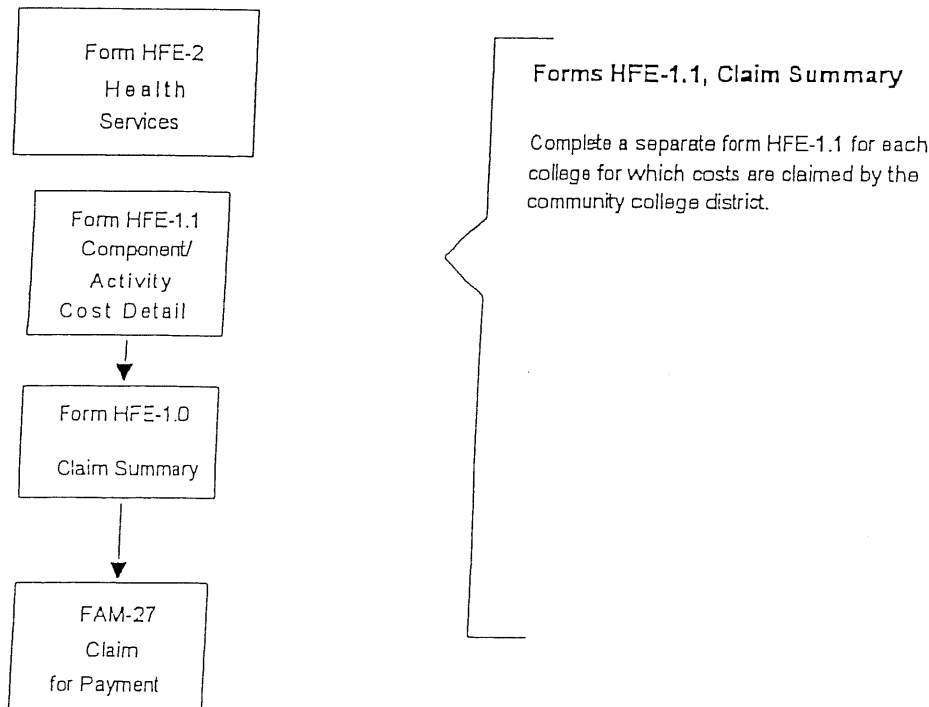 Form HFE-2
Health
Services
Form HFE-1.1
Component/
Activity
Cost Detail
Form HFE-1.0
Claim Summary
FAM-27
Claim
for Payment
Forms HFE-1.1, Claim Summary
Complete a separate form HFE-1.1 for each
college for which costs are claimed by the
community college district.